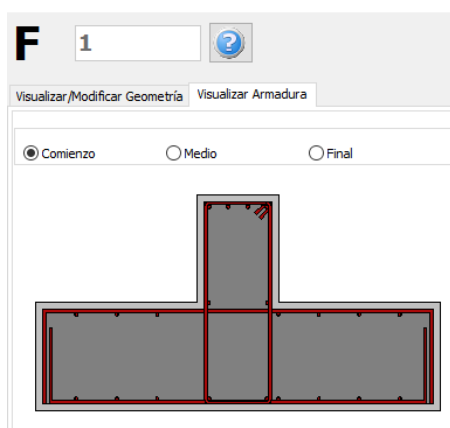 F 1
Visualizar/Modificar Geometría Visualizar Armadura
Comienzo Medio Final